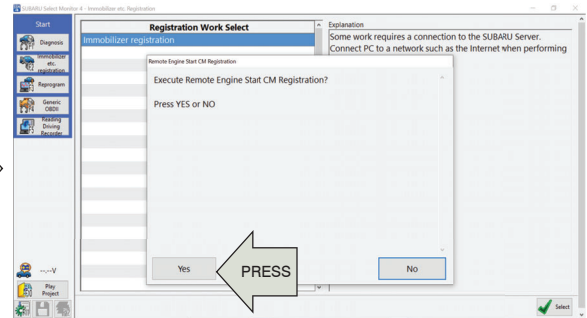 SUBARU Select Monitor 4 - Immobilizer etc. Registration
Start
Diagnosis
Immobilizer
etc.
registration
Reprogram
Generic
OBDII
Reading
Driving
Recorder
--.--V
Play
Project
Registration Work Select
Immobilizer registration
Explanation
Some work requires a connection to the SUBARU Server.
Connect PC to a network such as the Internet when performing
Remote Engine Start CM Registration
Execute Remote Engine Start CM Registration?
Press YES or NO
Yes
PRESS
No
Select